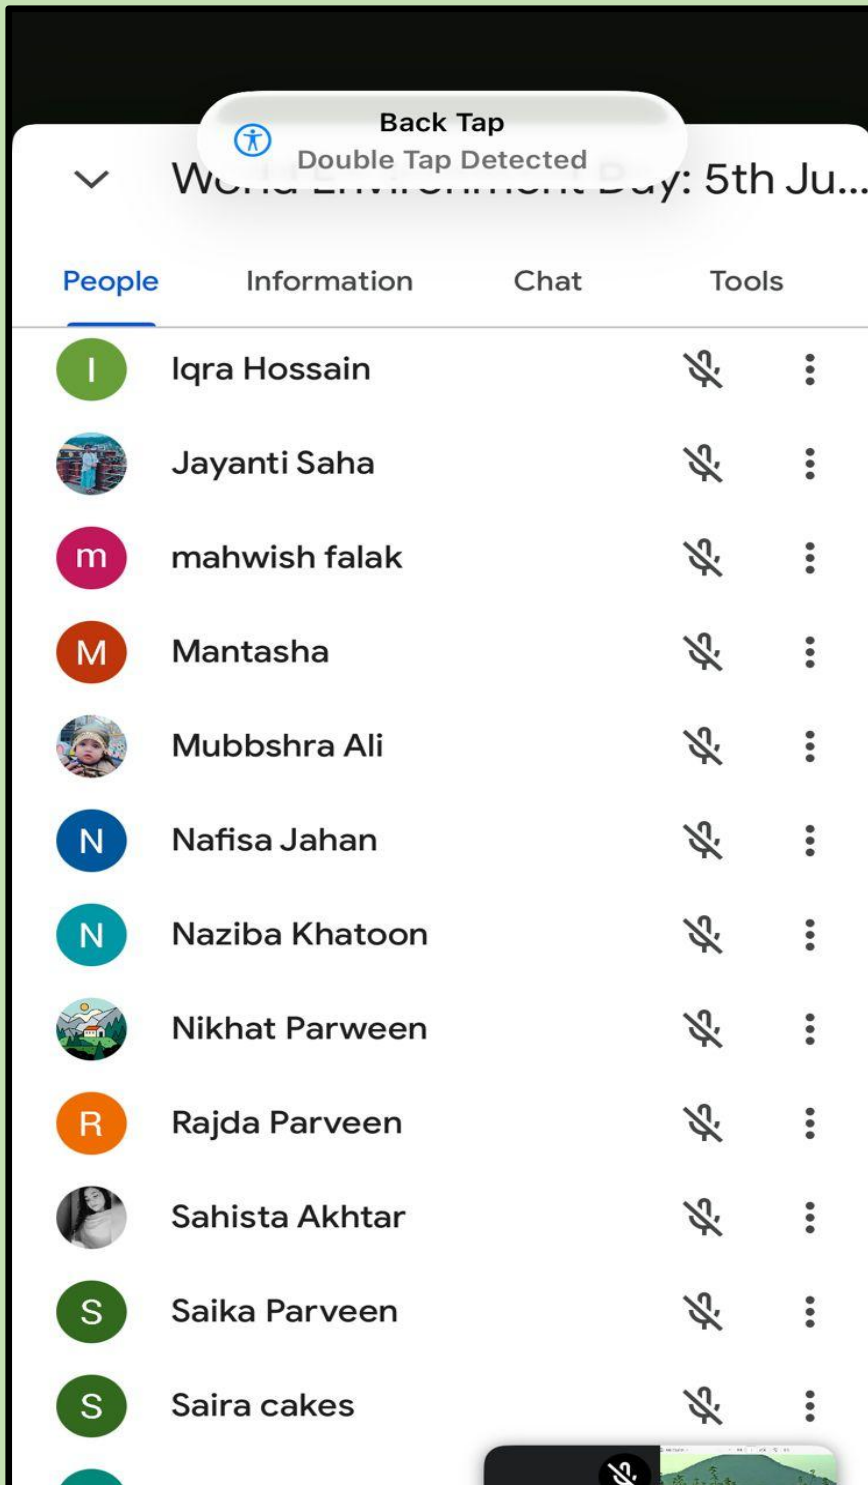 Back Tap
Double Tap Detected
Day: 5th Ju...
People Information Chat Tools
I Iqra Hossain
Jayanti Saha
m mahwish falak
M Mantasha
Mubbshra Ali
N Nafisa Jahan
N Naziba Khatoon
Nikhat Parween
R Rajda Parveen
Sahista Akhtar
S Saika Parveen
S Saira cakes